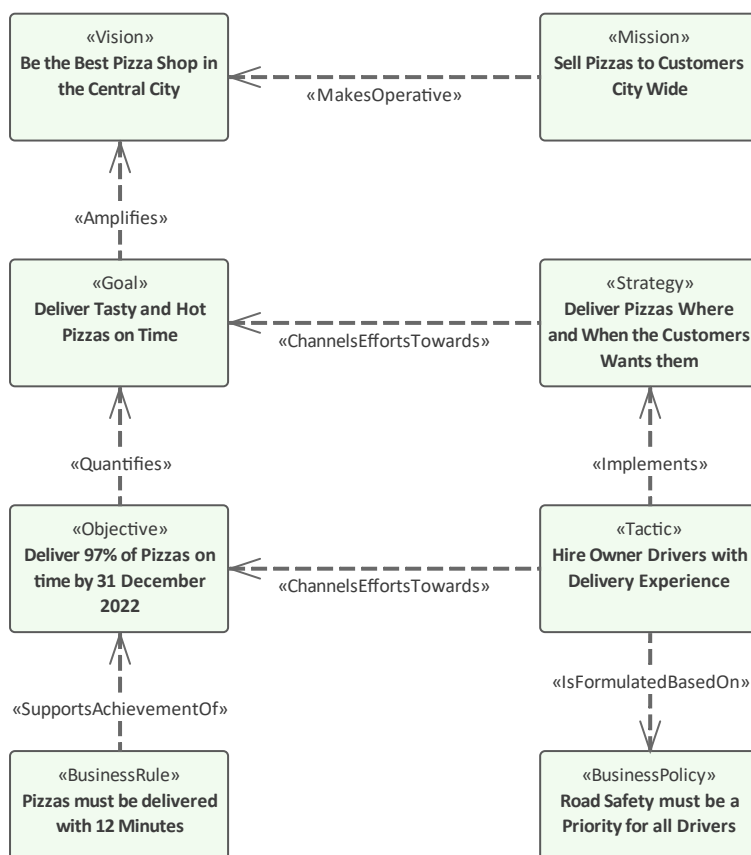 «Vision»
Be the Best Pizza Shop in
the Central City
«Mission»
Sell Pizzas to Customers
City Wide
«MakesOperative»
«Amplifies»
«Goal»
Deliver Tasty and Hot
Pizzas on Time
«Strategy»
Deliver Pizzas Where
and When the Customers
Wants them
«ChannelsEffortsTowards»
«Quantifies»
«Implements»
«Objective»
Deliver 97% of Pizzas on
time by 31 December
2022
«Tactic»
Hire Owner Drivers with
Delivery Experience
«ChannelsEffortsTowards»
«SupportsAchievementOf»
«IsFormulatedBasedOn»
«BusinessRule»
Pizzas must be delivered
with 12 Minutes
«BusinessPolicy»
Road Safety must be a
Priority for all Drivers